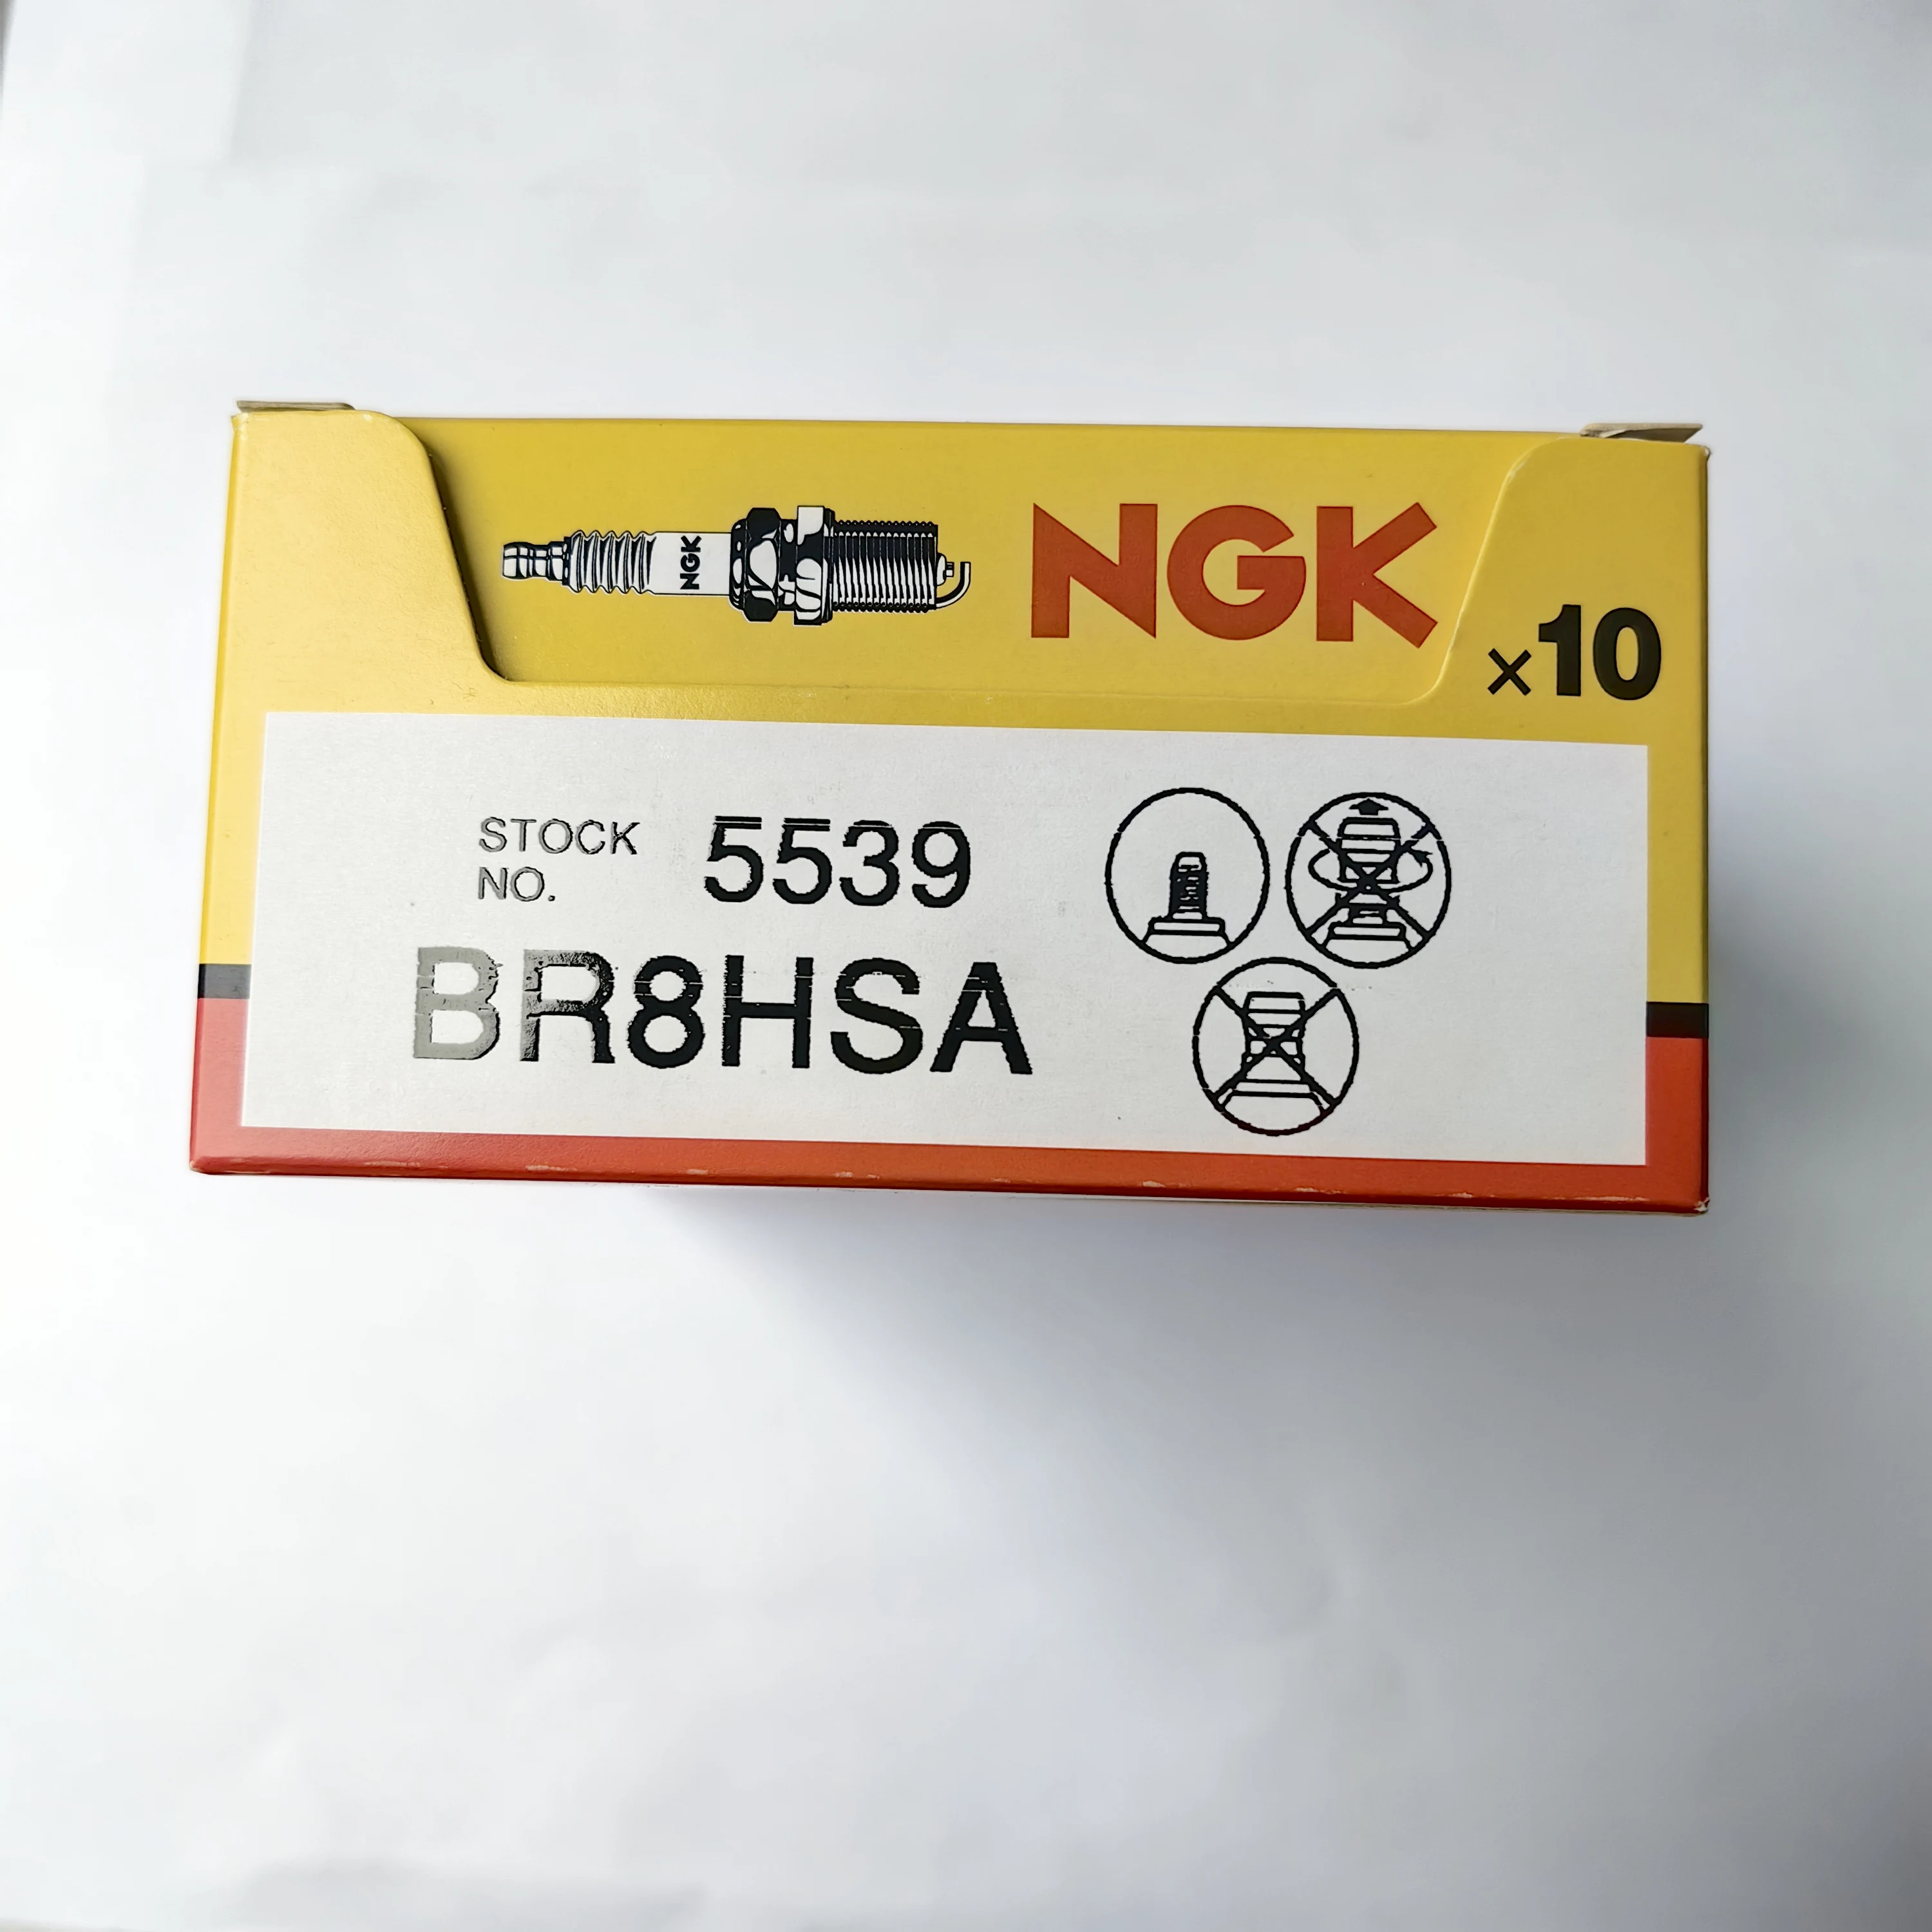 NGK
NGK
×10
STOCK
NO.
5539
BR8HSA